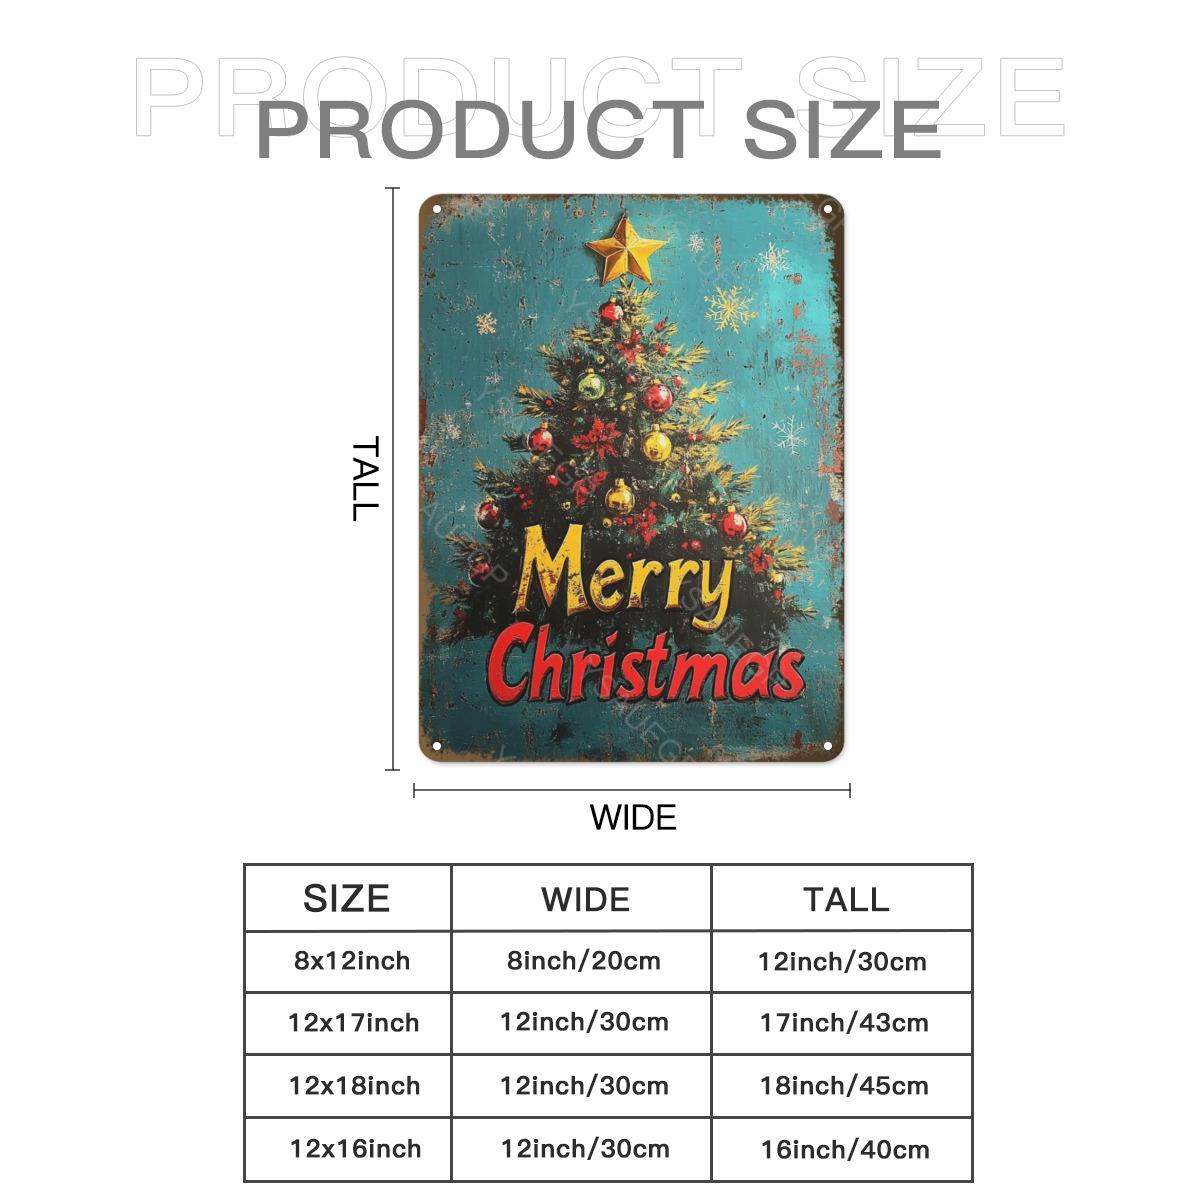 PRODUCT SIZE
PRODUCT SIZE
TALL
Merry
Christmas
WIDE
SIZE WIDE TALL
8x12inch 8inch/20cm 12inch/30cm
12x17inch 12inch/30cm 17inch/43cm
12x18inch 12inch/30cm 18inch/45cm
12x16inch 12inch/30cm 16inch/40cm